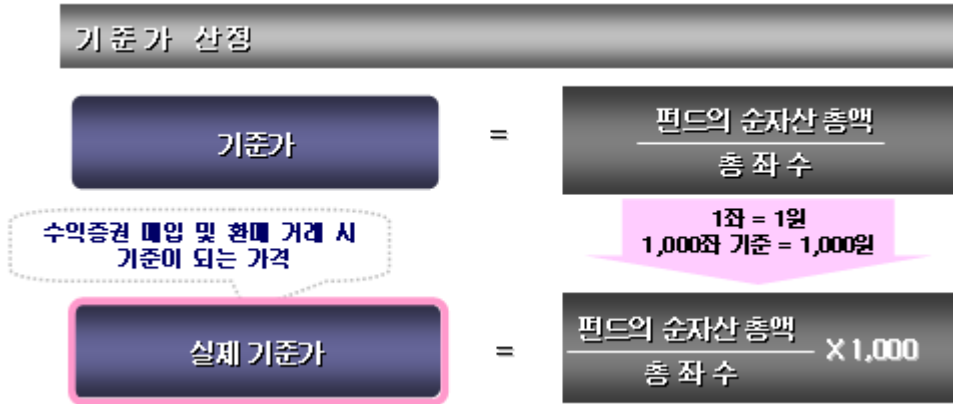 기준가 산정
기준가
=
펀드의 순자산 총액
총 좌 수
수익증권 매입 및 환매 거래 시
기준이 되는 가격
1좌 = 1원
1,000좌 기준 = 1,000원
실제 기준가
=
펀드의 순자산 총액
총 좌 수
X 1,000